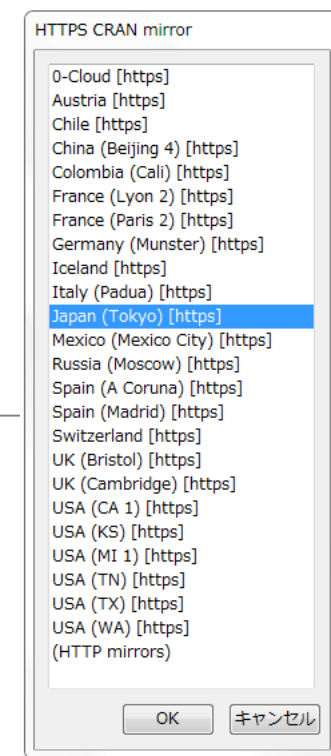 HTTPS CRAN mirror
0-Cloud [https]
Austria [https]
Chile [https]
China (Beijing 4) [https]
Colombia (Cali) [https]
France (Lyon 2) [https]
France (Paris 2) [https]
Germany (Munster) [https]
Iceland [https]
Italy (Padua) [https]
Japan (Tokyo) [https]
Mexico (Mexico City) [https]
Russia (Moscow) [https]
Spain (A Coruna) [https]
Spain (Madrid) [https]
Switzerland [https]
UK (Bristol) [https]
UK (Cambridge) [https]
USA (CA 1) [https]
USA (KS) [https]
USA (MI 1) [https]
USA (TN) [https]
USA (TX) [https]
USA (WA) [https]
(HTTP mirrors)
OK キャンセル